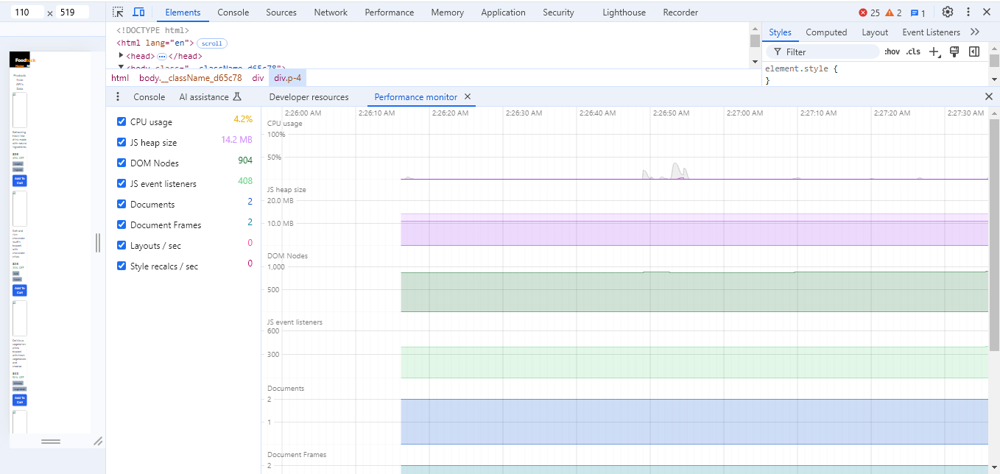 110 × 519 Elements Console Sources Network Performance Memory Application Security Lighthouse Recorder 25 2 1
<!DOCTYPE html>
<html lang="en"> scroll
<head> </head>
<body class="__className_d65c78">
html body.__className_d65c78 div div.p-4
Styles Computed Layout Event Listeners
Filter :hov .cls
element.style {
}
Console AI assistance Developer resources Performance monitor
CPU usage 4.2%
JS heap size 14.2 MB
DOM Nodes 904
JS event listeners 408
Documents 2
Document Frames 2
Layouts / sec 0
Style recalcs / sec 0
2:26:00 AM 2:26:10 AM 2:26:20 AM 2:26:30 AM 2:26:40 AM 2:26:50 AM 2:27:00 AM 2:27:10 AM 2:27:20 AM 2:27:30 AM
CPU usage
100%
50%
JS heap size
20.0 MB
10.0 MB
DOM Nodes
1,000
500
JS event listeners
600
300
Documents
2
1
Document Frames
2
Foodtuck
Home
Products
from
API's
Data
Add To
Cart
Add To
Cart
Add To
Cart